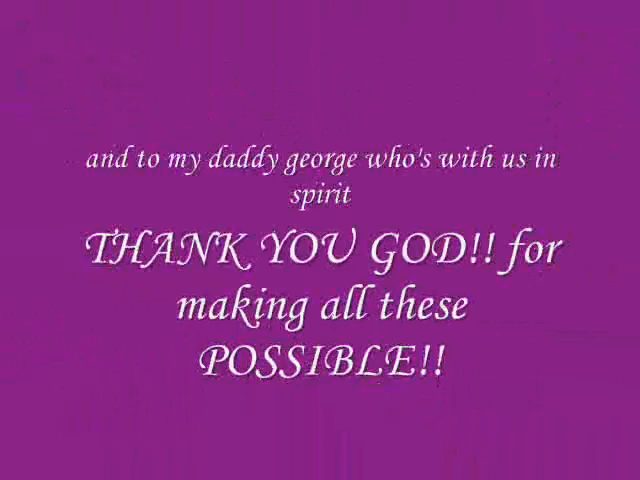 and to my daddy george who's with us in
spirit
THANK YOU GOD!! for
making all these
POSSIBLE!!